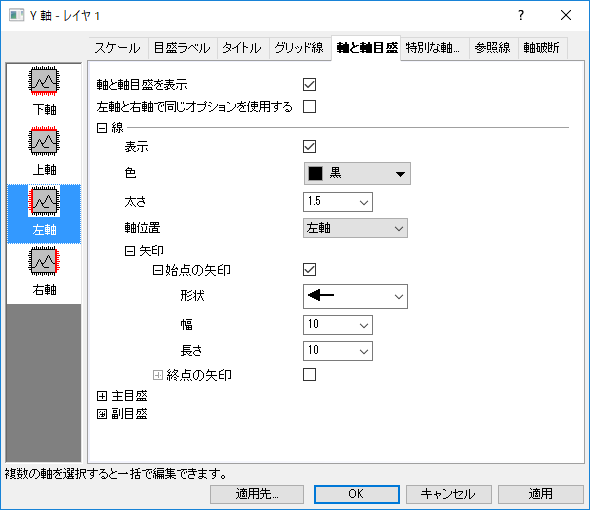 Y 軸 - レイヤ 1
スケール 目盛ラベル タイトル グリッド線 軸と軸目盛 特別な軸... 参照線 軸破断
下軸
上軸
左軸
右軸
軸と軸目盛を表示
左軸と右軸で同じオプションを使用する
線
表示
色 黒
太さ 1.5
軸位置 左軸
矢印
始点の矢印
形状
幅 10
長さ 10
終点の矢印
主目盛
副目盛
複数の軸を選択すると一括で編集できます。
適用先... OK キャンセル 適用